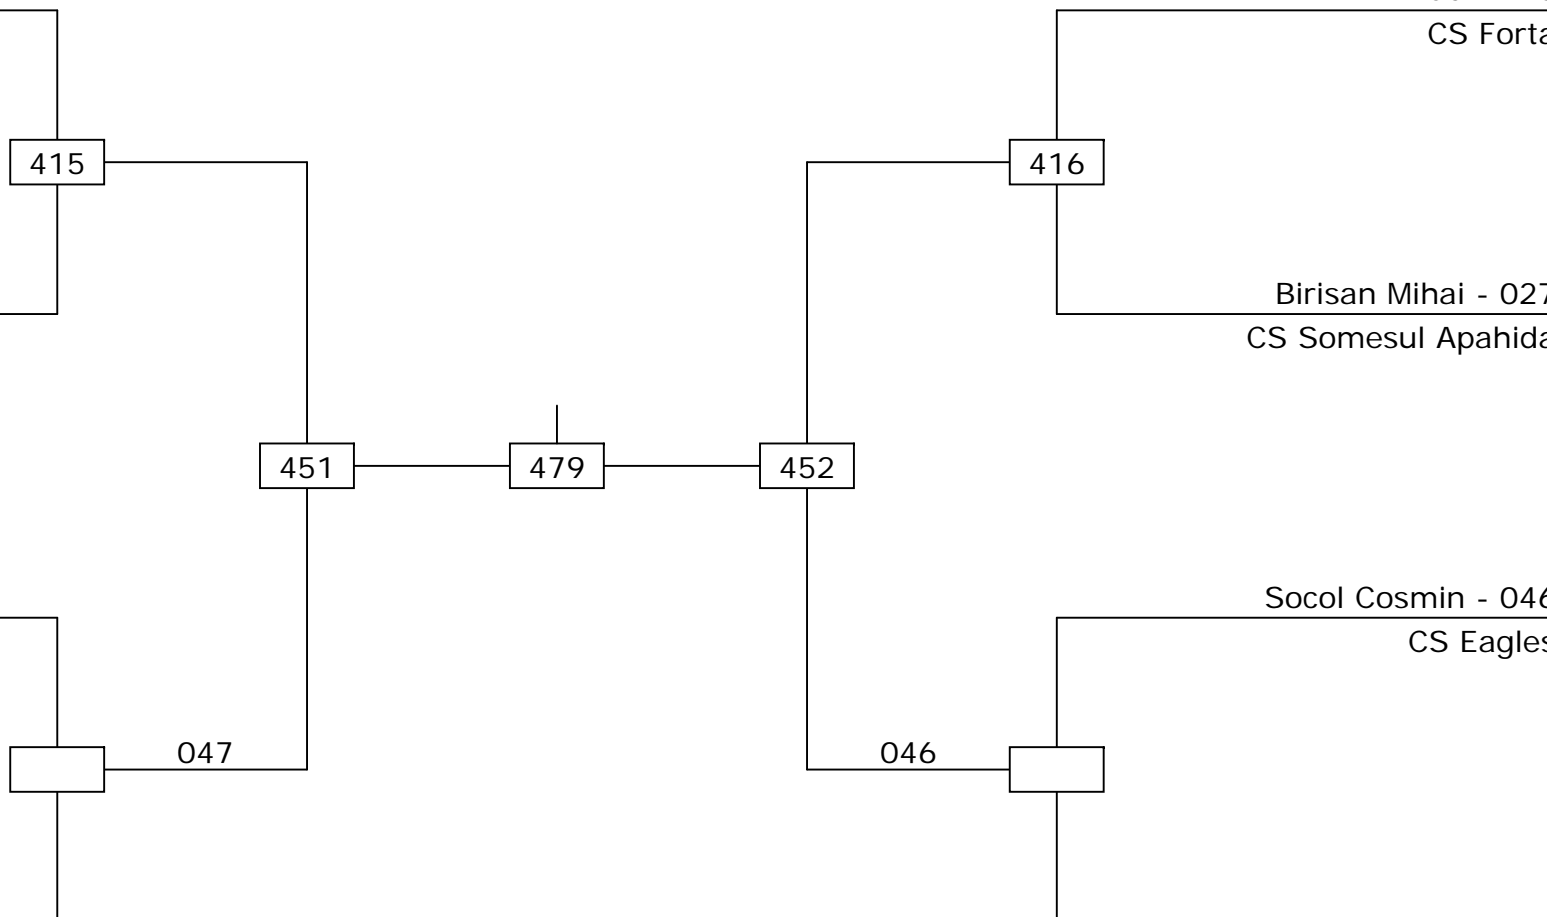 CS Forta
415
416
Birisan Mihai - 027
CS Somesul Apahida
451
479
452
Socol Cosmin - 046
CS Eagles
047
046